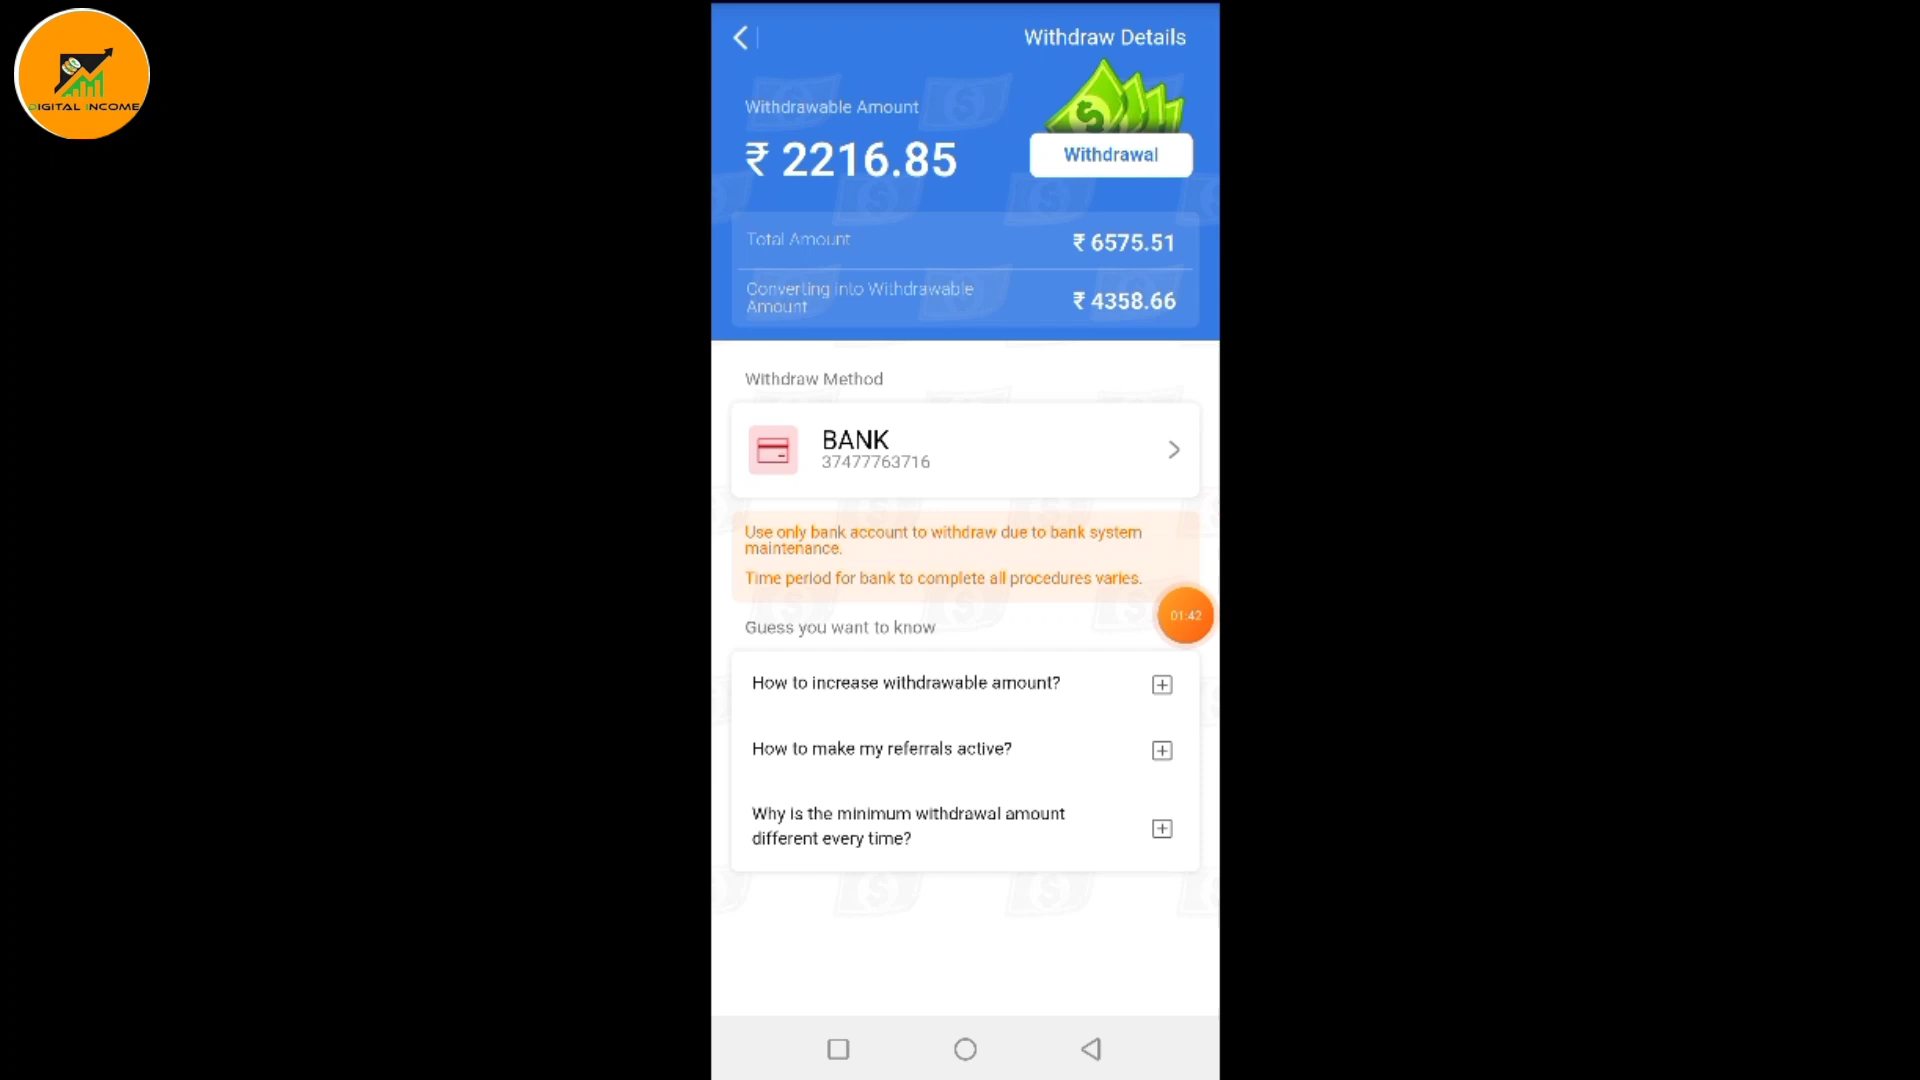 DIGITAL INCOME
Withdraw Details
Withdrawable Amount
₹ 2216.85
Withdrawal
Total Amount
₹ 6575.51
Converting into Withdrawable
Amount
₹ 4358.66
Withdraw Method
BANK
37477763716
Use only bank account to withdraw due to bank system
maintenance.
Time period for bank to complete all procedures varies.
01:42
Guess you want to know
How to increase withdrawable amount?
How to make my referrals active?
Why is the minimum withdrawal amount
different every time?